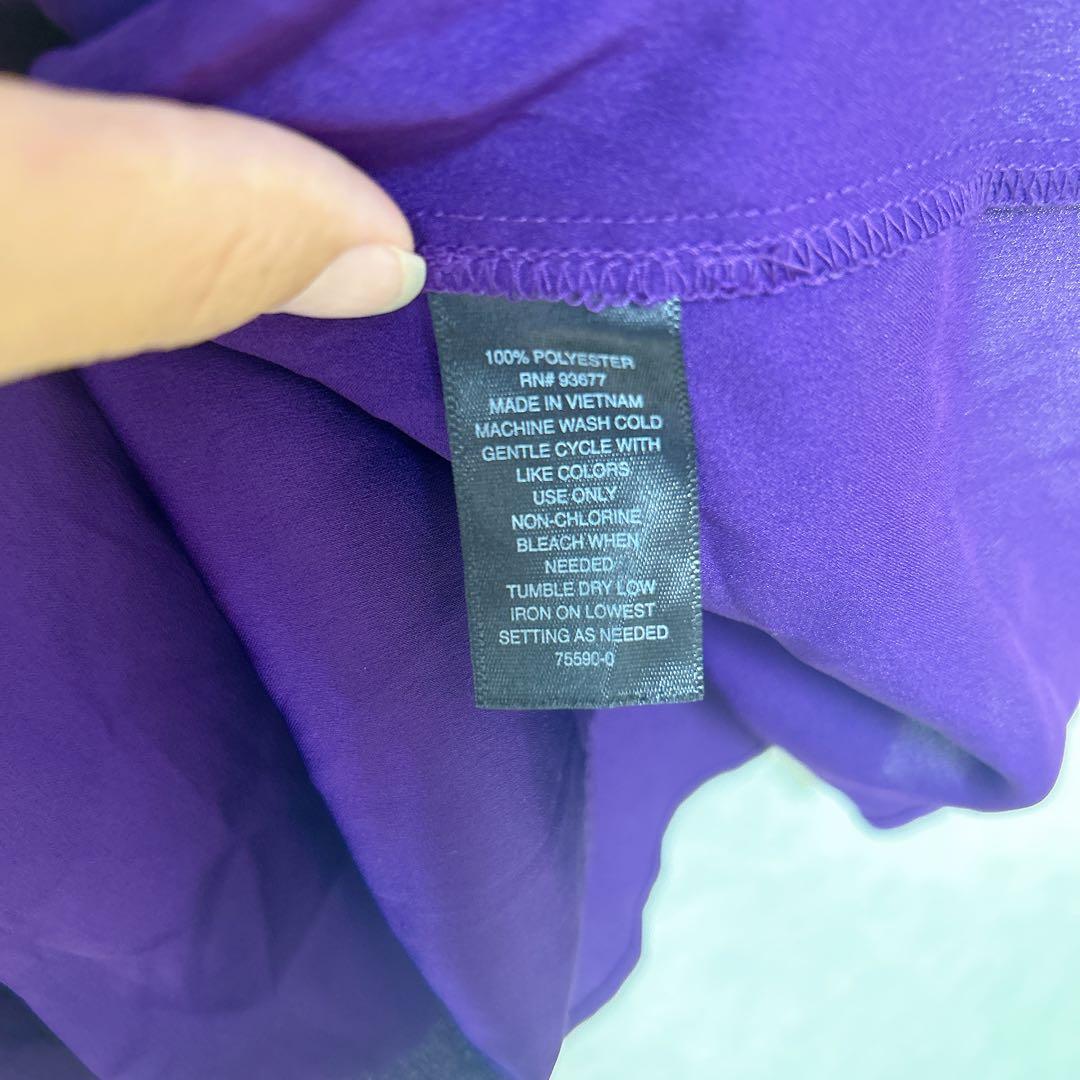 100% POLYESTER
RN# 93677
MADE IN VIETNAM
MACHINE WASH COLD
GENTLE CYCLE WITH
LIKE COLORS
USE ONLY
NON-CHLORINE
BLEACH WHEN
NEEDED
TUMBLE DRY LOW
IRON ON LOWEST
SETTING AS NEEDED
75590-0